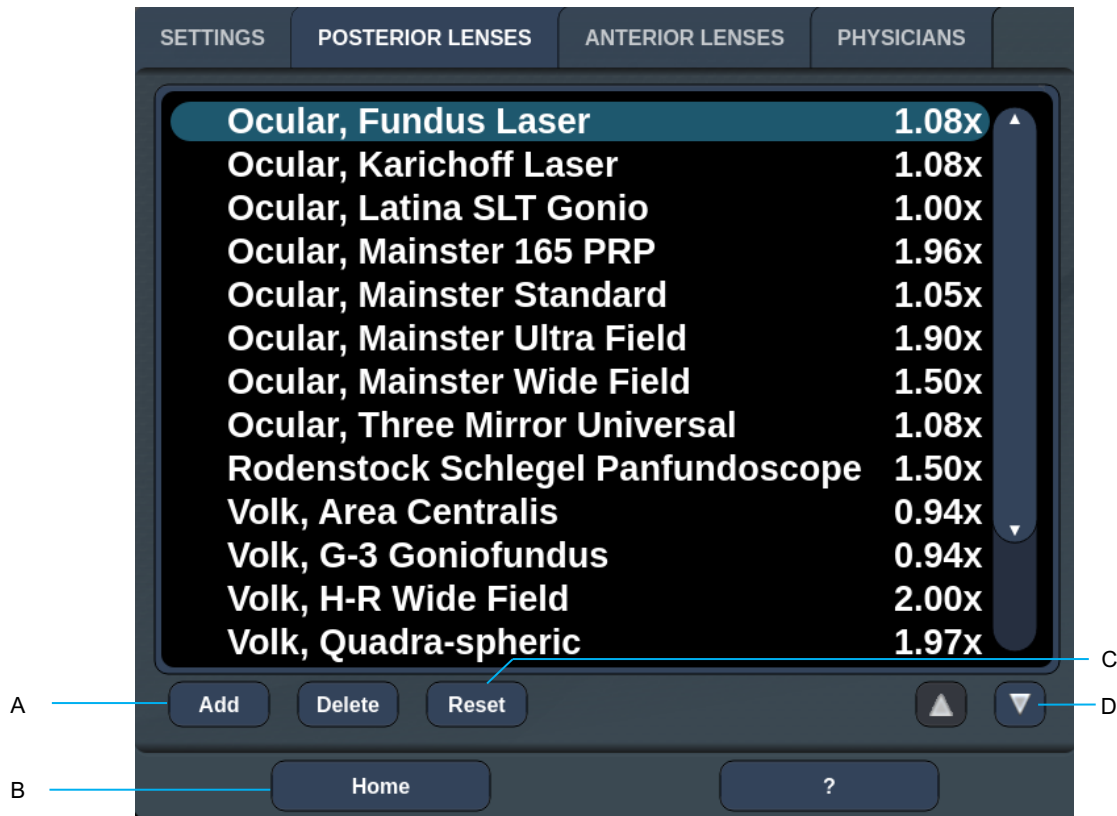 SETTINGS POSTERIOR LENSES ANTERIOR LENSES PHYSICIANS
Ocular, Fundus Laser 1.08x
Ocular, Karichoff Laser 1.08x
Ocular, Latina SLT Gonio 1.00x
Ocular, Mainster 165 PRP 1.96x
Ocular, Mainster Standard 1.05x
Ocular, Mainster Ultra Field 1.90x
Ocular, Mainster Wide Field 1.50x
Ocular, Three Mirror Universal 1.08x
Rodenstock Schlegel Panfundoscope 1.50x
Volk, Area Centralis 0.94x
Volk, G-3 Goniofundus 0.94x
Volk, H-R Wide Field 2.00x
Volk, Quadra-spheric 1.97x
C
A Add Delete Reset D
B Home ?